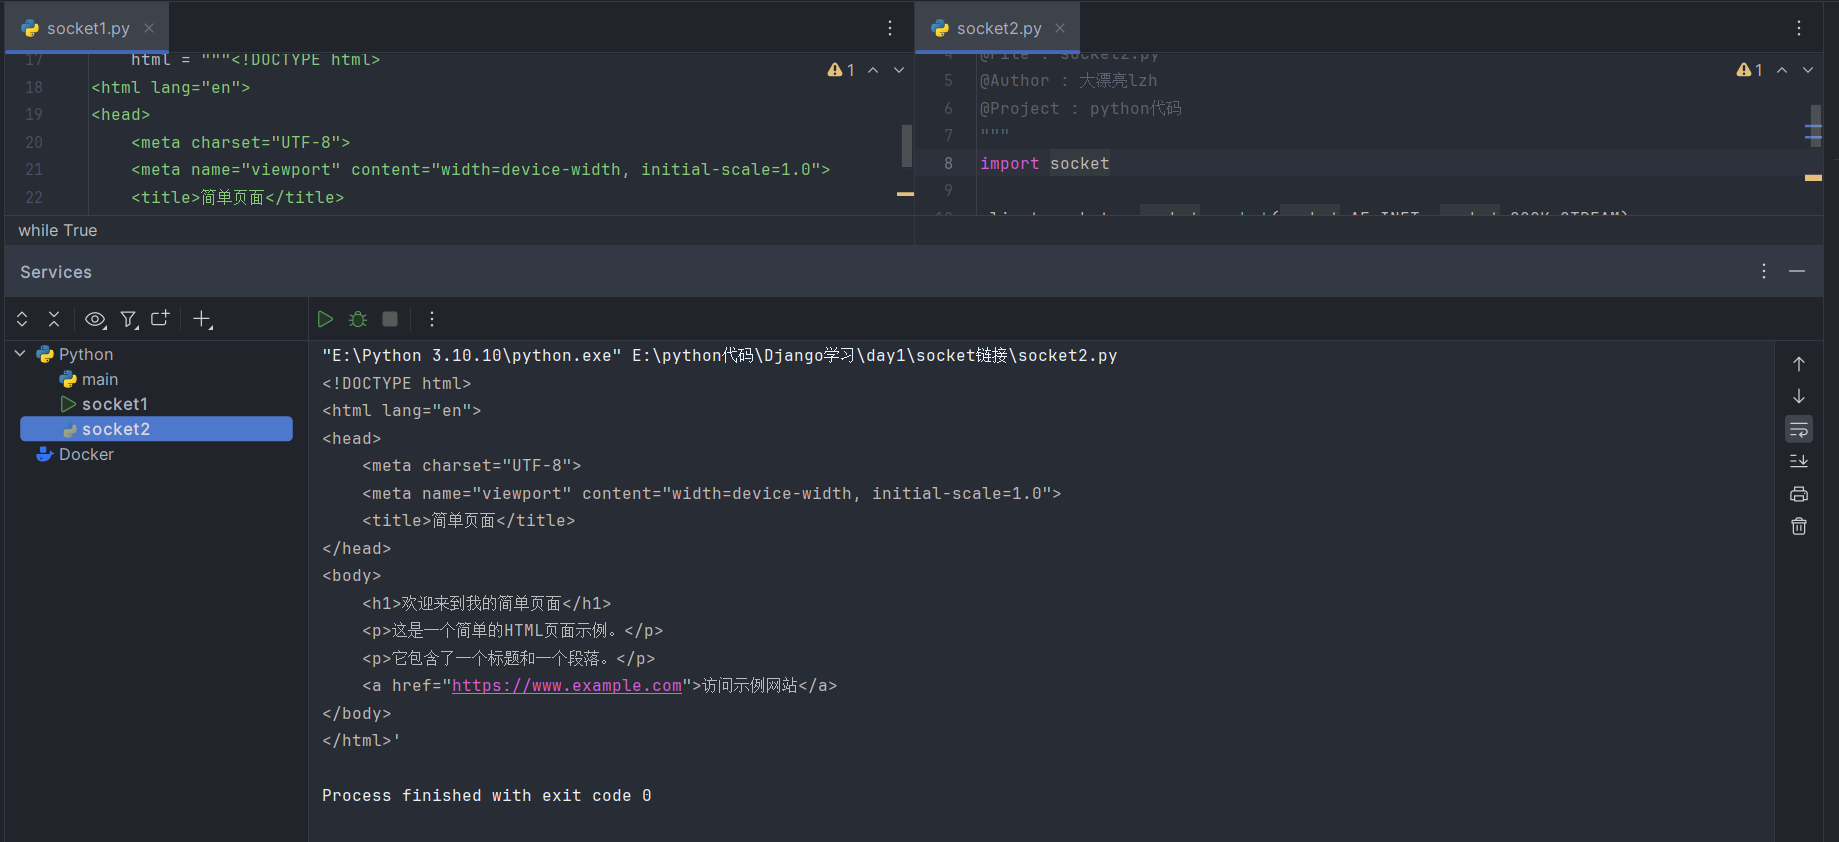 socket1.py
socket2.py
17 html = """<!DOCTYPE html>
18 <html lang="en">
19 <head>
20 <meta charset="UTF-8">
21 <meta name="viewport" content="width=device-width, initial-scale=1.0">
22 <title>简单页面</title>
1
while True
4 @File : socket2.py
5 @Author : 大漂亮lzh
6 @Project : python代码
7 """
8 import socket
9
1
Services
Python
main
socket1
socket2
Docker
"E:\Python 3.10.10\python.exe" E:\python代码\Django学习\day1\socket链接\socket2.py
<!DOCTYPE html>
<html lang="en">
<head>
<meta charset="UTF-8">
<meta name="viewport" content="width=device-width, initial-scale=1.0">
<title>简单页面</title>
</head>
<body>
<h1>欢迎来到我的简单页面</h1>
<p>这是一个简单的HTML页面示例。</p>
<p>它包含了一个标题和一个段落。</p>
<a href="https://www.example.com">访问示例网站</a>
</body>
</html>'
Process finished with exit code 0